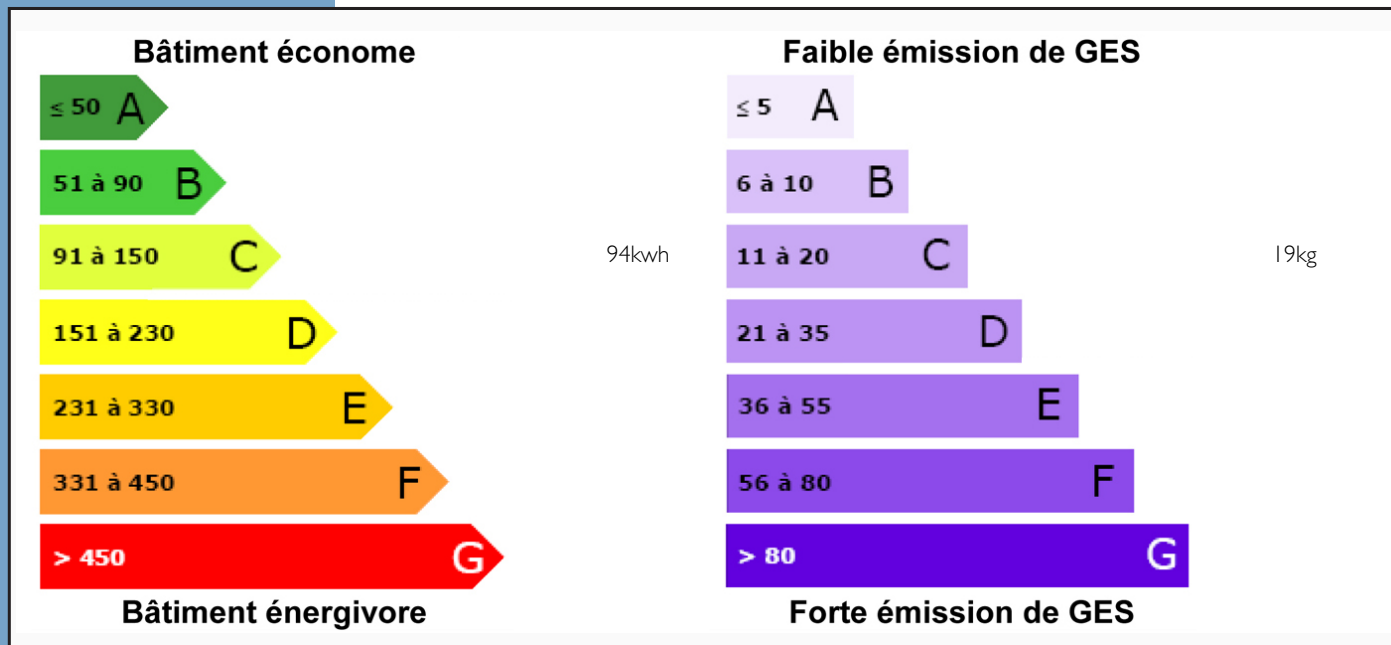 Bâtiment économe
≤ 50 A
51 à 90 B
91 à 150 C
94kwh
151 à 230 D
231 à 330 E
331 à 450 F
> 450 G
Bâtiment énergivore
Faible émission de GES
≤ 5 A
6 à 10 B
11 à 20 C
19kg
21 à 35 D
36 à 55 E
56 à 80 F
> 80 G
Forte émission de GES